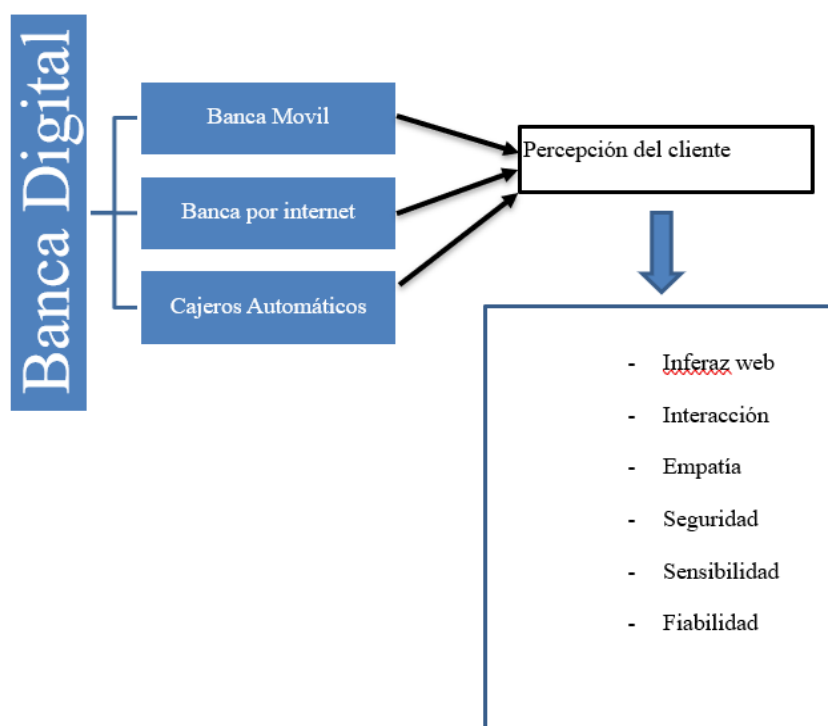 Banca Digital
Banca Movil
Banca por internet
Cajeros Automáticos
Percepción del cliente
- Inferaz web
- Interacción
- Empatía
- Seguridad
- Sensibilidad
- Fiabilidad